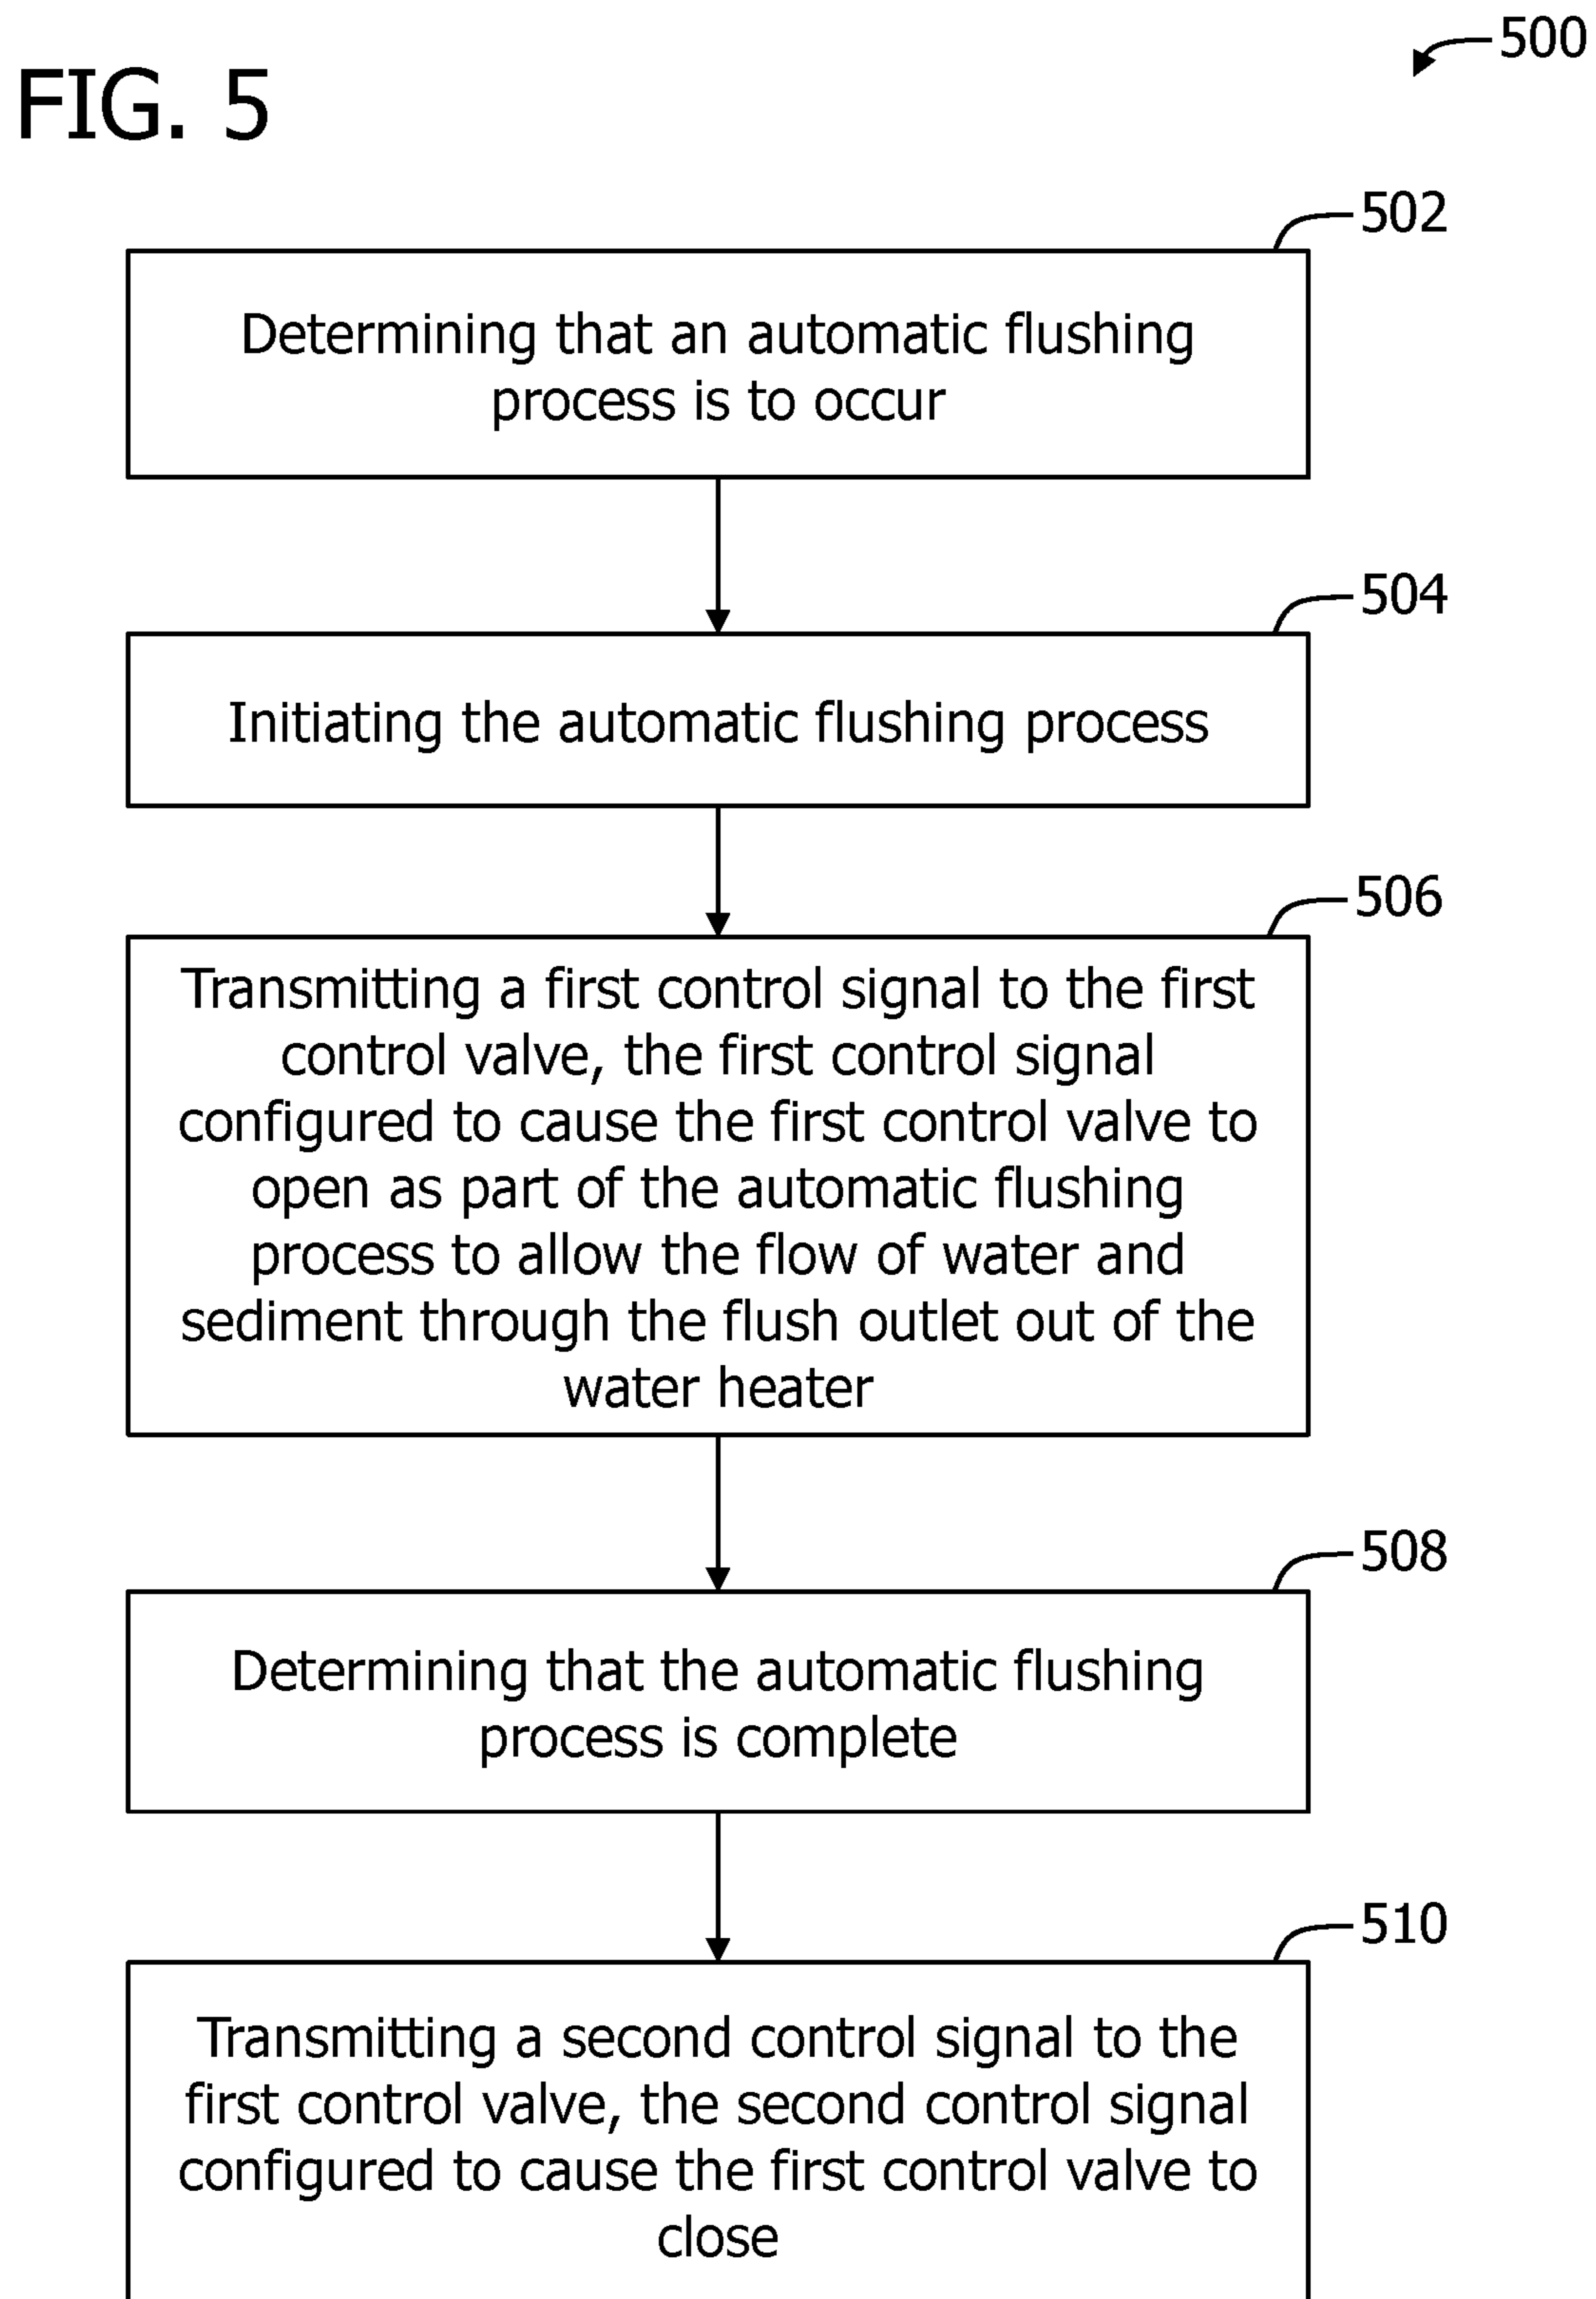 500
FIG. 5
502
Determining that an automatic flushing
process is to occur
504
Initiating the automatic flushing process
506
Transmitting a first control signal to the first
control valve, the first control signal
configured to cause the first control valve to
open as part of the automatic flushing
process to allow the flow of water and
sediment through the flush outlet out of the
water heater
508
Determining that the automatic flushing
process is complete
510
Transmitting a second control signal to the
first control valve, the second control signal
configured to cause the first control valve to
close